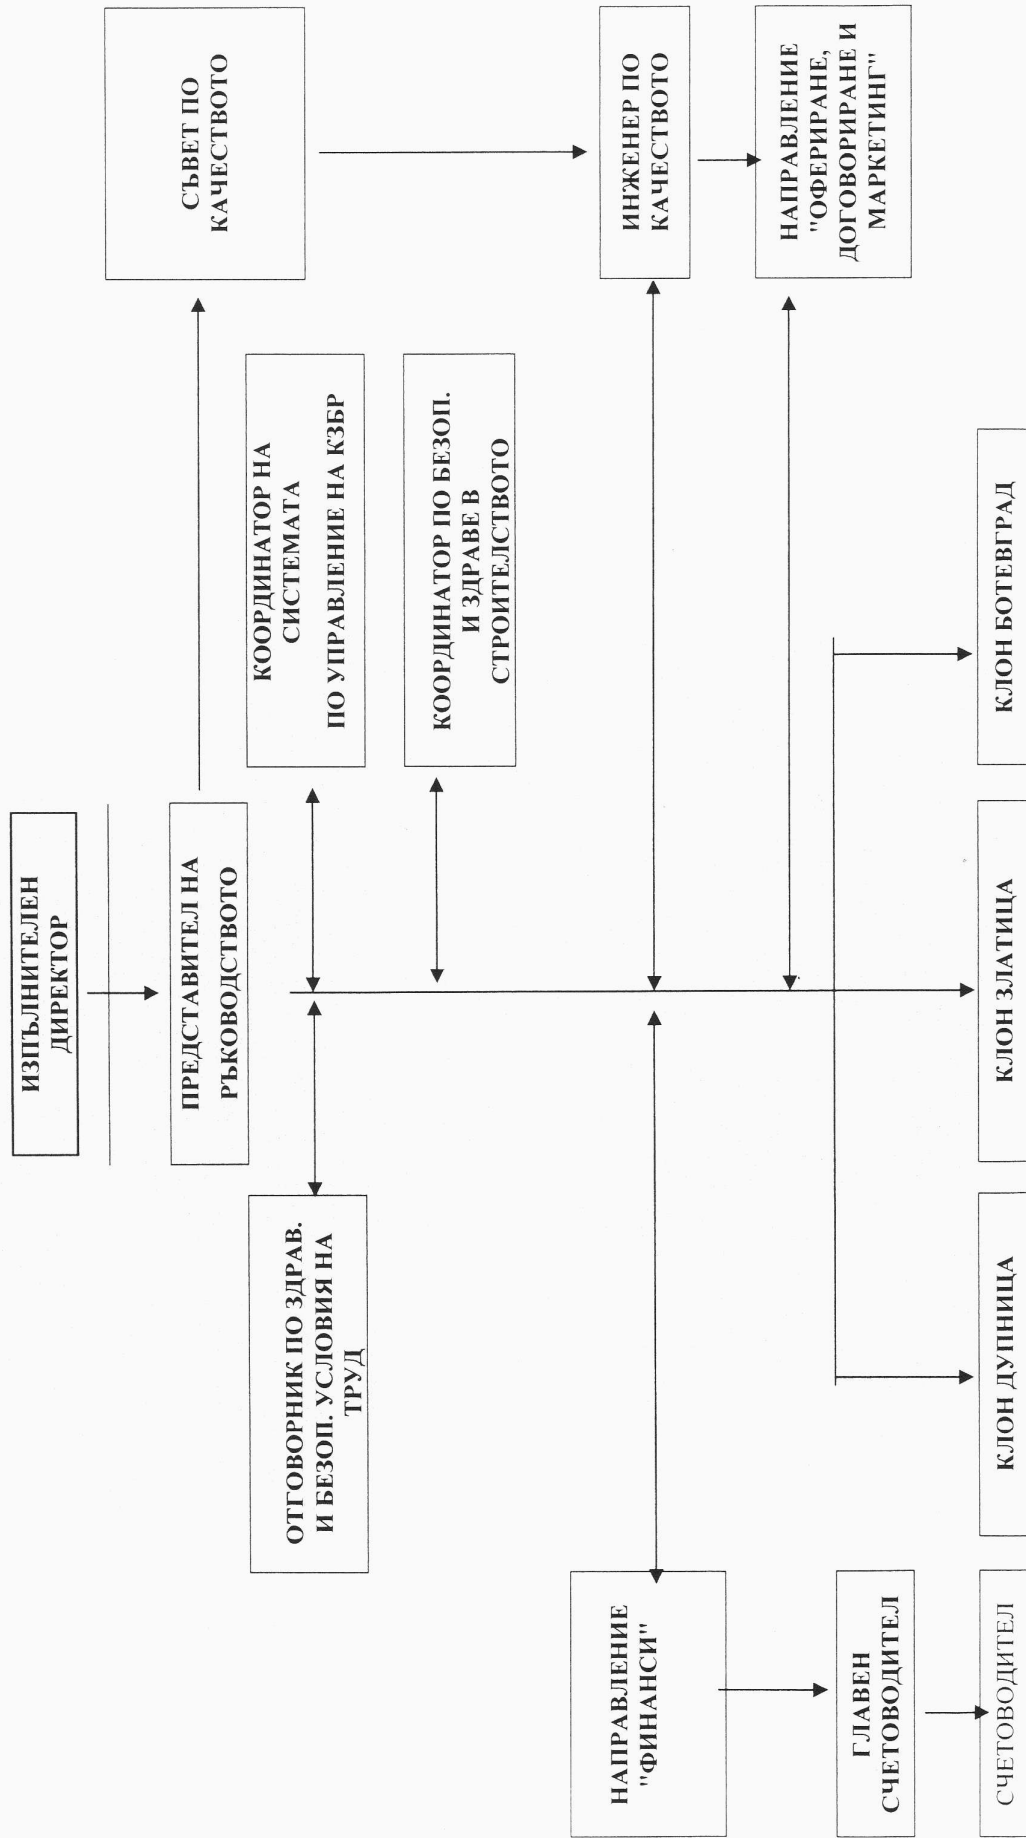 ИЗПЪЛНИТЕЛЕН
ДИРЕКТОР
ПРЕДСТАВИТЕЛ НА
РЪКОВОДСТВОТО
СЪВЕТ ПО
КАЧЕСТВОТО
ОТГОВОРНИК ПО ЗДРАВ.
И БЕЗОП. УСЛОВИЯ НА
ТРУД
КООРДИНАТОР НА
СИСТЕМАТА
ПО УПРАВЛЕНИЕ НА КЗБР
КООРДИНАТОР ПО БЕЗОП.
И ЗДРАВЕ В
СТРОИТЕЛСТВОТО
НАПРАВЛЕНИЕ
"ФИНАНСИ"
ИНЖЕНЕР ПО
КАЧЕСТВОТО
НАПРАВЛЕНИЕ
"ОФЕРИРАНЕ,
ДОГОВОРИРАНЕ И
МАРКЕТИНГ"
ГЛАВЕН
СЧЕТОВОДИТЕЛ
СЧЕТОВОДИТЕЛ
КЛОН ДУПНИЦА
КЛОН ЗЛАТИЦА
КЛОН БОТЕВГРАД